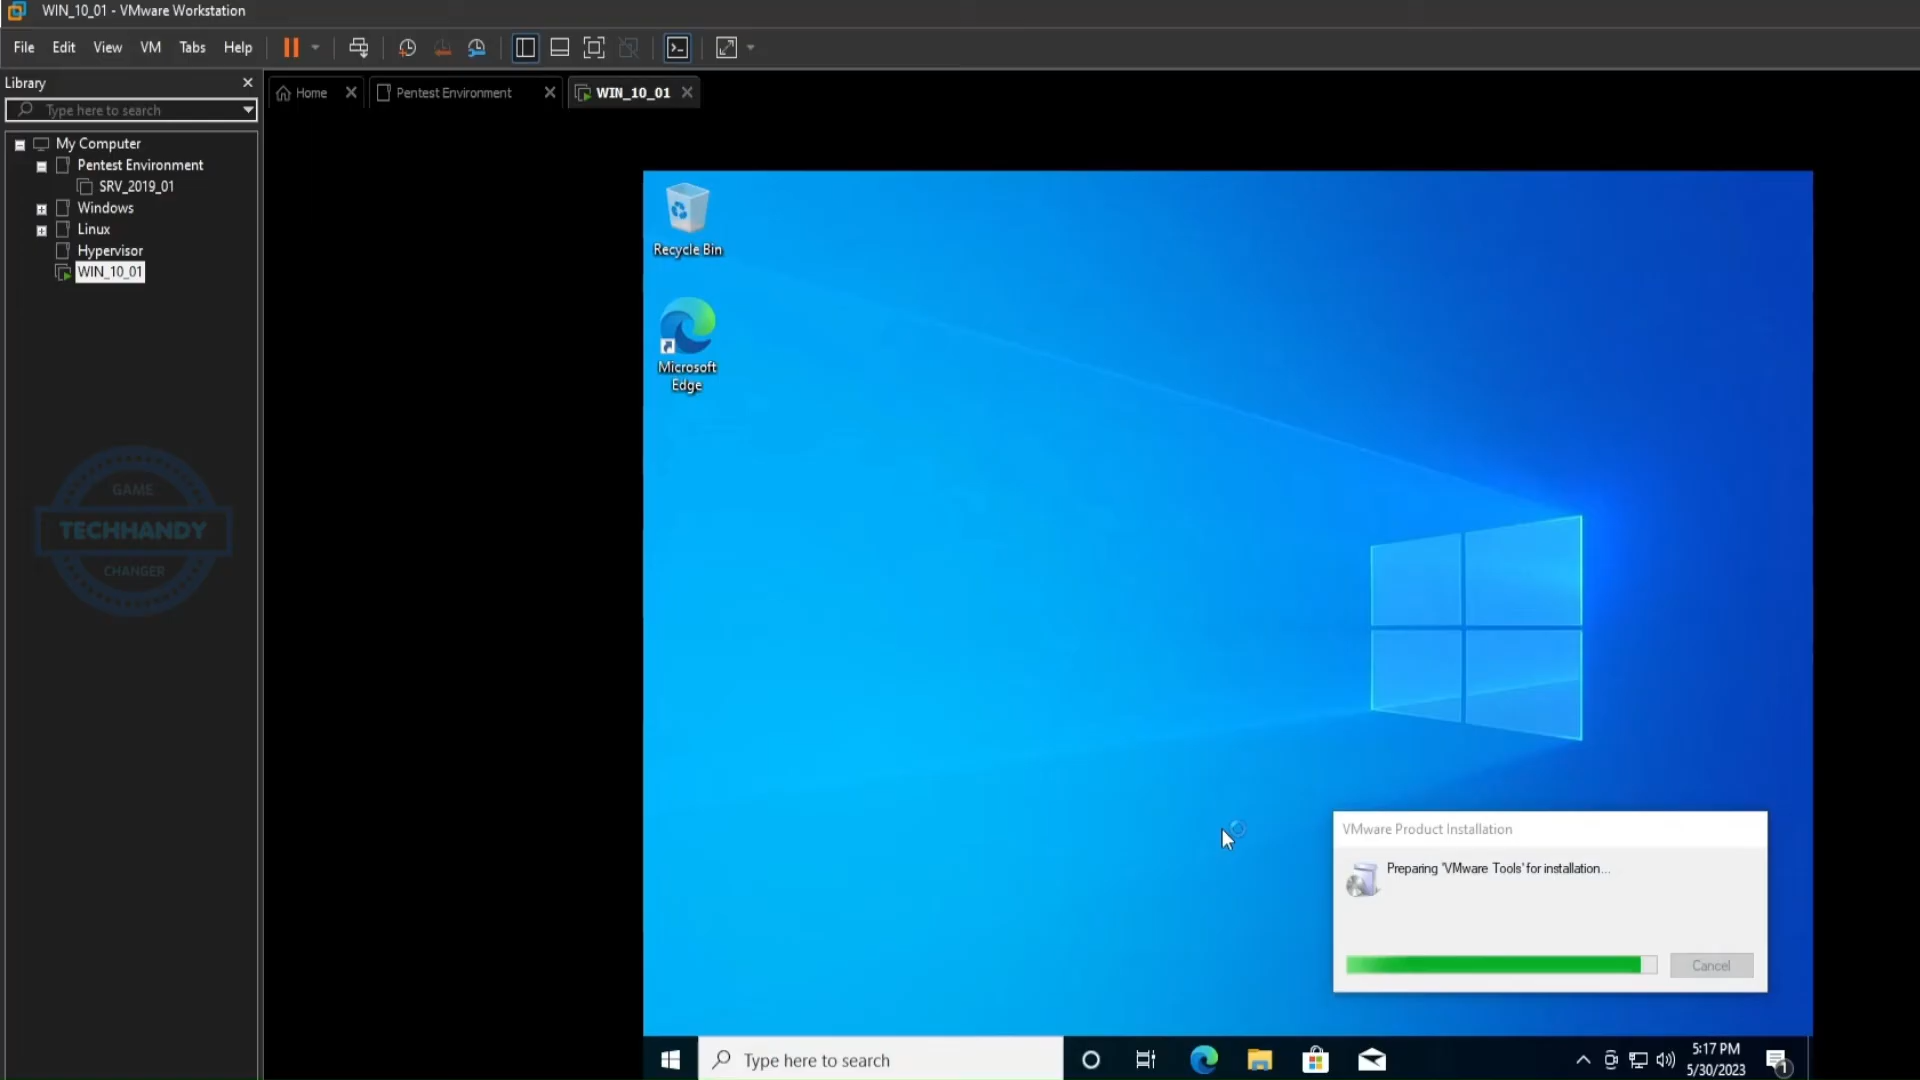 WIN_10_01 - VMware Workstation
File Edit View VM Tabs Help
Library
Type here to search
Home
Pentest Environment
WIN_10_01
My Computer
Pentest Environment
SRV_2019_01
Windows
Linux
Hypervisor
WIN_10_01
GAME
TECHHANDY
CHANGER
Recycle Bin
Microsoft
Edge
VMware Product Installation
Preparing 'VMware Tools' for installation...
Cancel
Type here to search
5:17 PM
5/30/2023
1